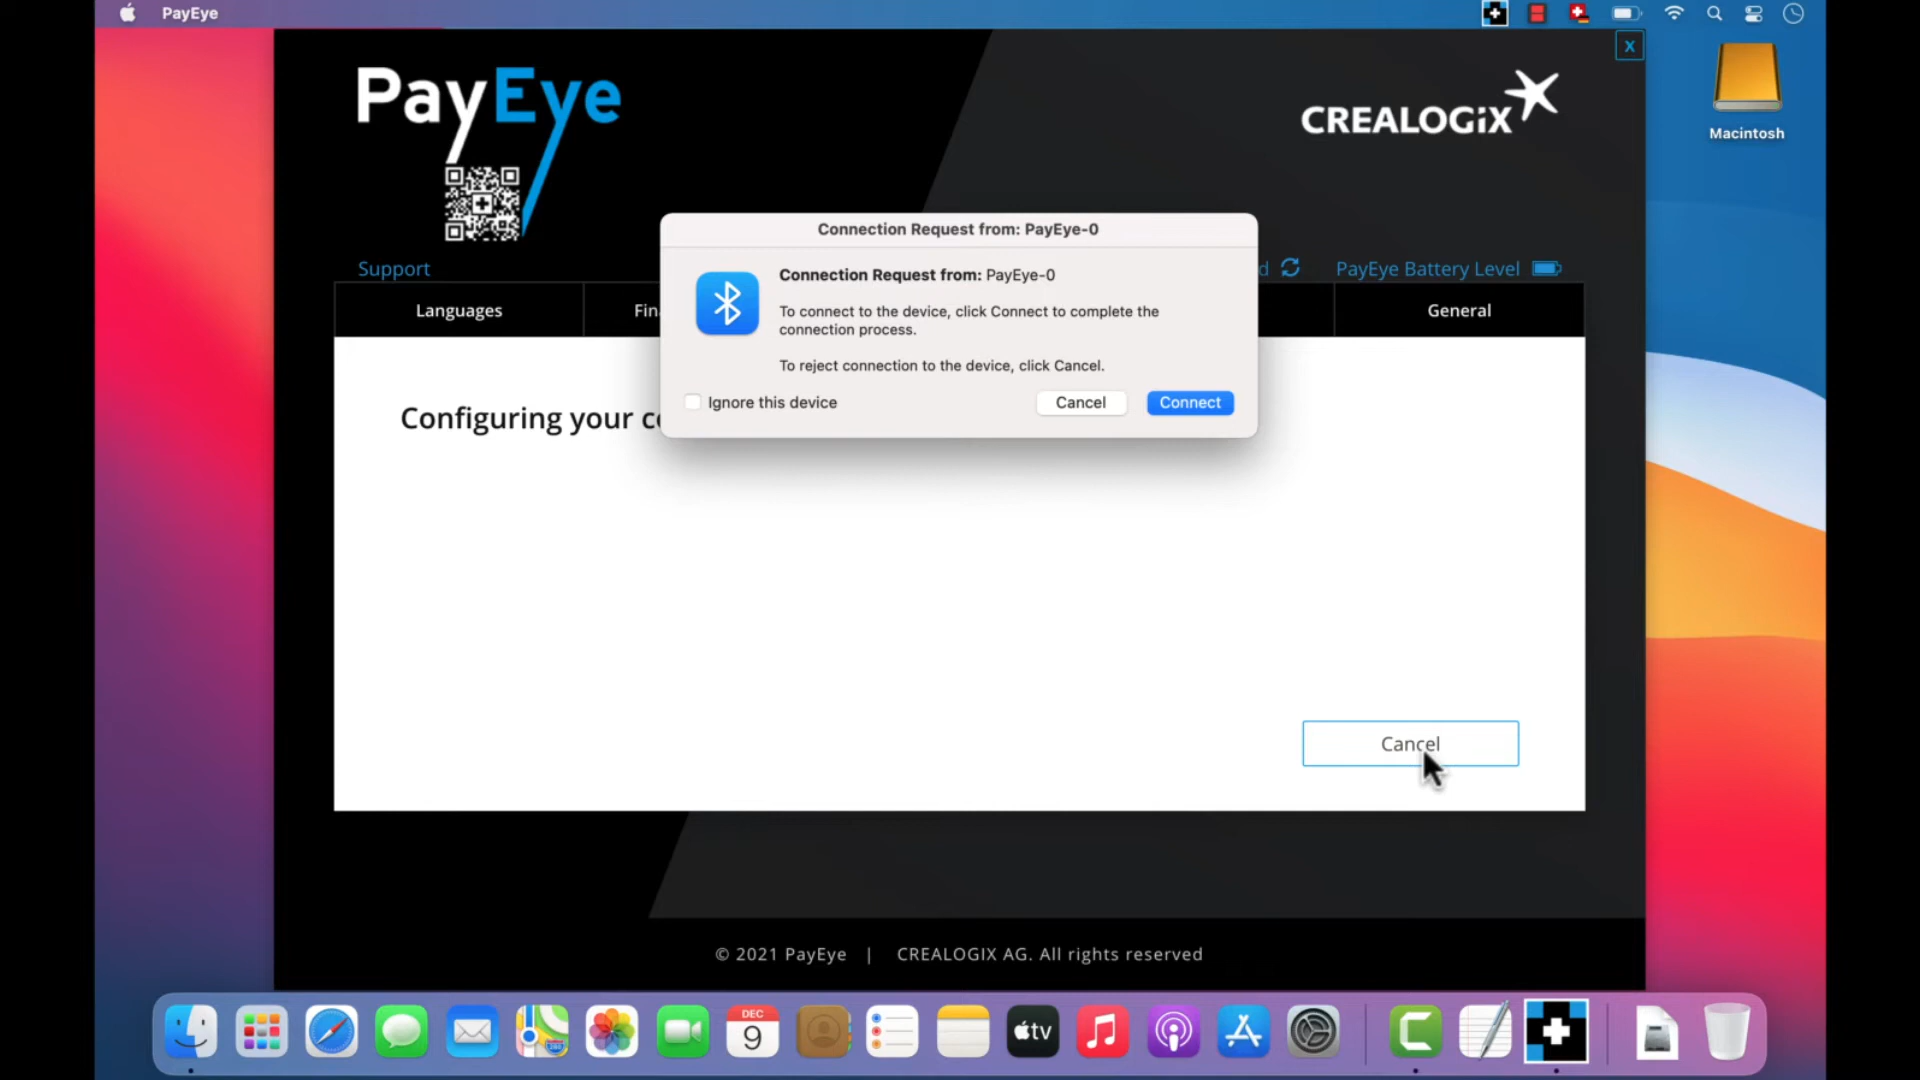 PayEye
X
PayEye
CREALOGiX
Macintosh
Connection Request from: PayEye-0
Support
d
PayEye Battery Level
Connection Request from: PayEye-0
To connect to the device, click Connect to complete the
connection process.
To reject connection to the device, click Cancel.
Languages
Fin
General
Ignore this device
Cancel
Connect
Configuring your c
Cancel
© 2021 PayEye | CREALOGIX AG. All rights reserved
DEC
9
tv